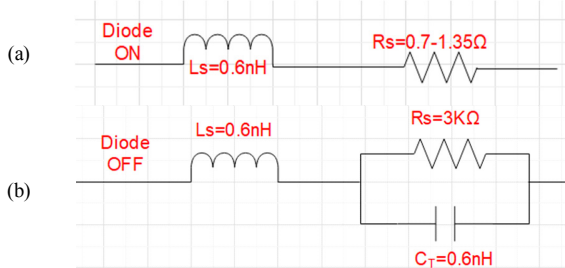 (a)
Diode
ON
Ls=0.6nH
Rs=0.7-1.35Ω
(b)
Diode
OFF
Ls=0.6nH
Rs=3KΩ
CT=0.6nH